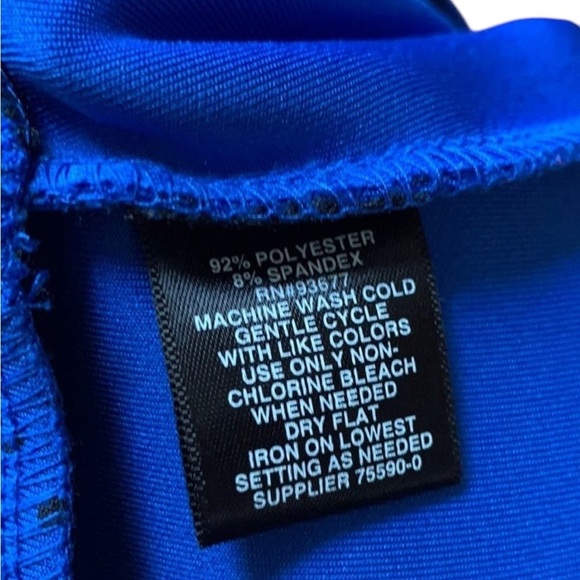 92% POLYESTER
8% SPANDEX
RN#93677
MACHINE WASH COLD
GENTLE CYCLE
WITH LIKE COLORS
USE ONLY NON-
CHLORINE BLEACH
WHEN NEEDED
DRY FLAT
IRON ON LOWEST
SETTING AS NEEDED
SUPPLIER 75590-0